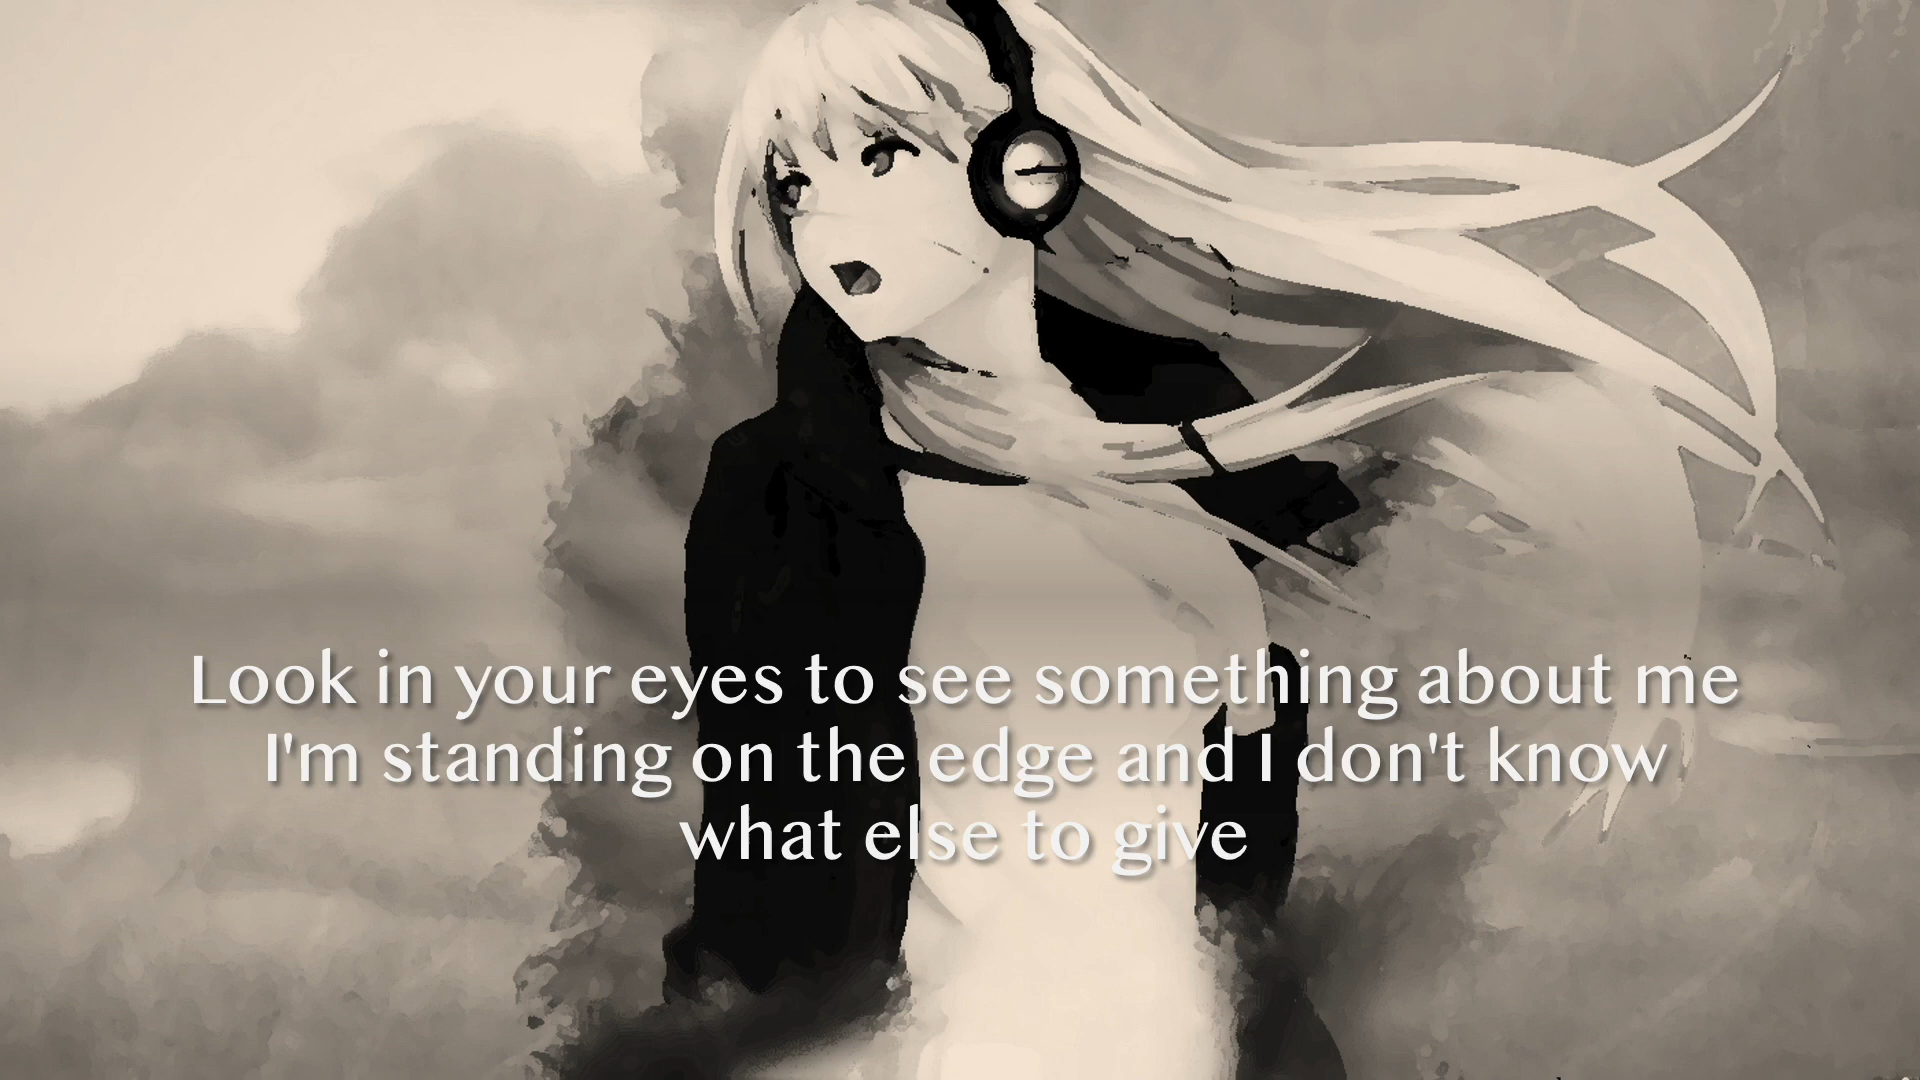 Look in your eyes to see something about me
I'm standing on the edge and I don't know
what else to give